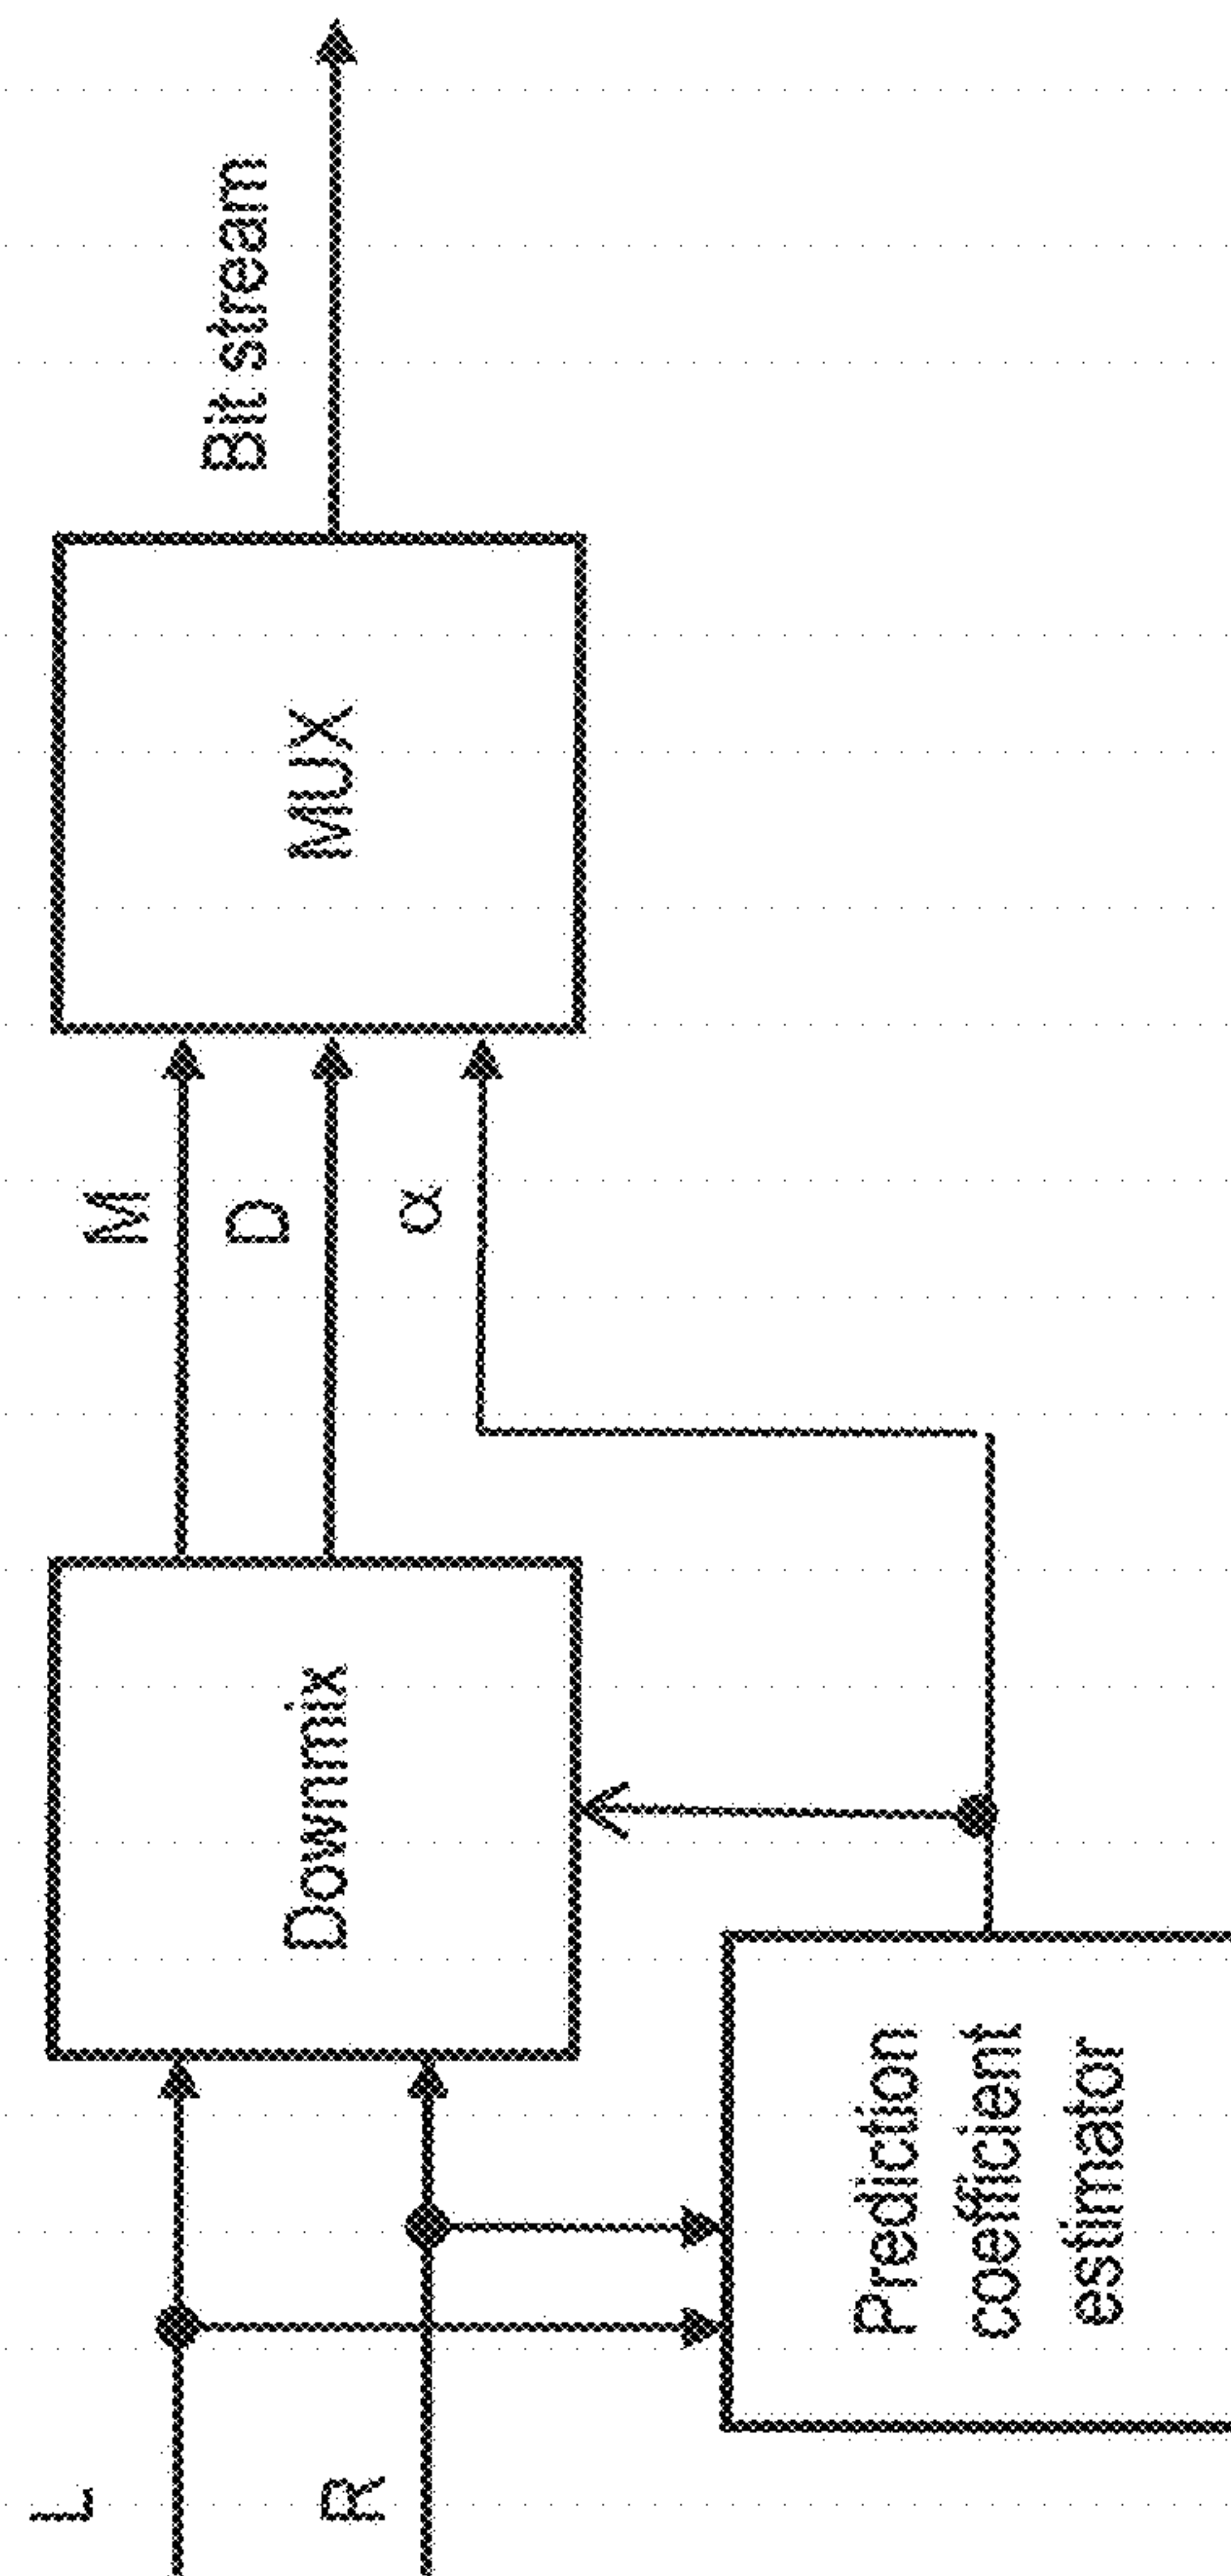 L
R
Downmix
Prediction
coefficient
estimator
M
D
α
MUX
Bit stream